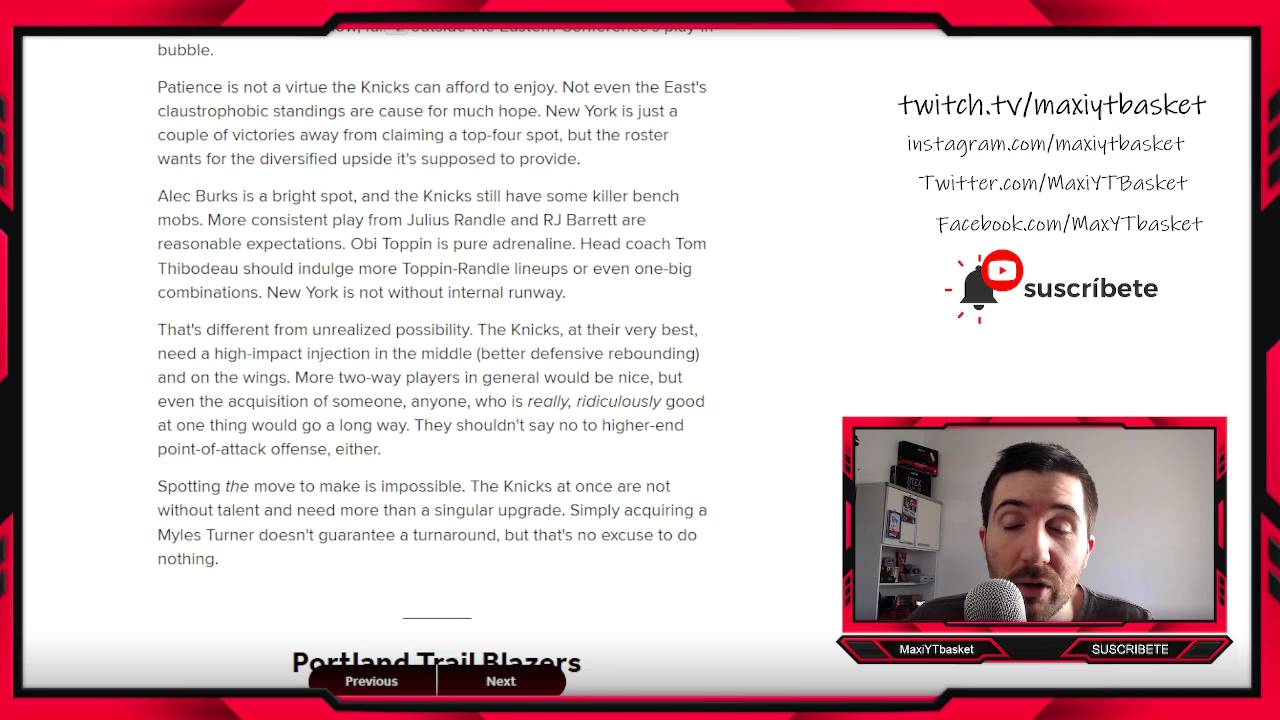 outside the Eastern Conference's play-in
bubble.
Patience is not a virtue the Knicks can afford to enjoy. Not even the East's
claustrophobic standings are cause for much hope. New York is just a
couple of victories away from claiming a top-four spot, but the roster
wants for the diversified upside it's supposed to provide.
Alec Burks is a bright spot, and the Knicks still have some killer bench
mobs. More consistent play from Julius Randle and RJ Barrett are
reasonable expectations. Obi Toppin is pure adrenaline. Head coach Tom
Thibodeau should indulge more Toppin-Randle lineups or even one-big
combinations. New York is not without internal runway.
That's different from unrealized possibility. The Knicks, at their very best,
need a high-impact injection in the middle (better defensive rebounding)
and on the wings. More two-way players in general would be nice, but
even the acquisition of someone, anyone, who is really, ridiculously good
at one thing would go a long way. They shouldn't say no to higher-end
point-of-attack offense, either.
Spotting the move to make is impossible. The Knicks at once are not
without talent and need more than a singular upgrade. Simply acquiring a
Myles Turner doesn't guarantee a turnaround, but that's no excuse to do
nothing.
Portland Trail Blazers
Previous
Next
twitch.tv/maxiytbasket
instagram.com/maxiytbasket
Twitter.com/MaxiYTBasket
Facebook.com/MaxYTbasket
suscríbete
MaxiYTbasket
SUSCRIBETE